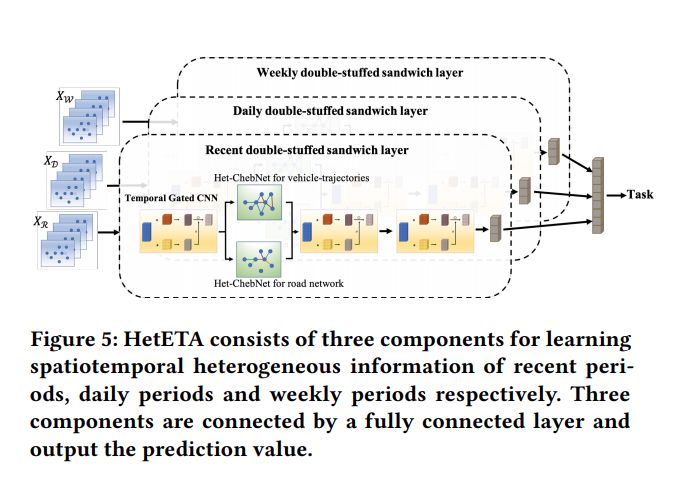 Weekly double-stuffed sandwich layer
X_W
Daily double-stuffed sandwich layer
Recent double-stuffed sandwich layer
X_D
Het-ChebNet for vehicle-trajectories
Temporal Gated CNN
Task
X_R
Het-ChebNet for road network
Figure 5: HetETA consists of three components for learning
spatiotemporal heterogeneous information of recent peri-
ods, daily periods and weekly periods respectively. Three
components are connected by a fully connected layer and
output the prediction value.